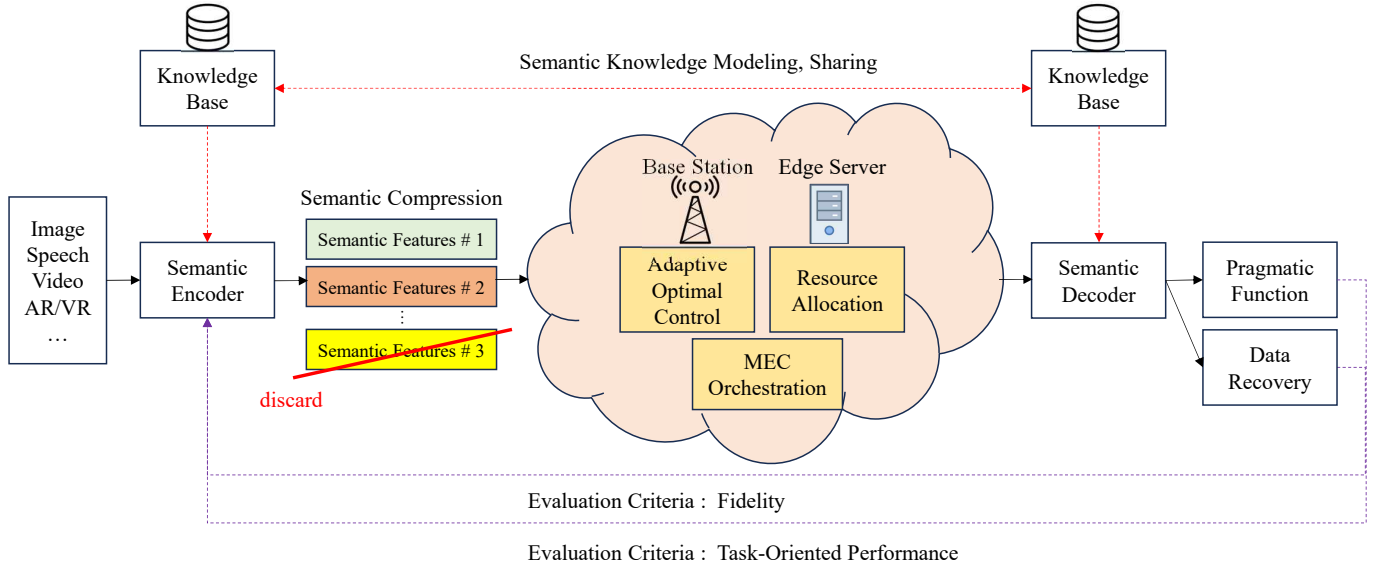 Knowledge
Base
Semantic Knowledge Modeling, Sharing
Knowledge
Base
Image
Speech
Video
AR/VR
…
Semantic
Encoder
Semantic Compression
Semantic Features # 1
Semantic Features # 2
⋮
Semantic Features # 3
discard
Base Station
Edge Server
Adaptive
Optimal
Control
Resource
Allocation
MEC
Orchestration
Semantic
Decoder
Pragmatic
Function
Data
Recovery
Evaluation Criteria : Fidelity
Evaluation Criteria : Task-Oriented Performance